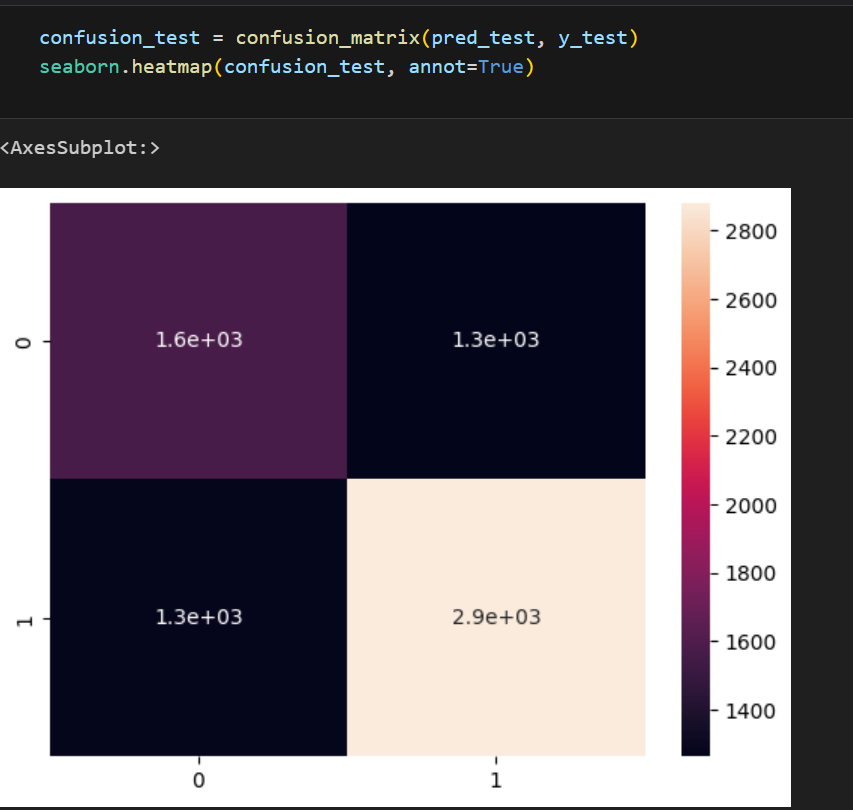 confusion_test = confusion_matrix(pred_test, y_test)
seaborn.heatmap(confusion_test, annot=True)
<AxesSubplot:>
2800
2600
0
1.6e+03 1.3e+03
2400
2200
2000
1800
1
1.3e+03 2.9e+03
1600
1400
0 1